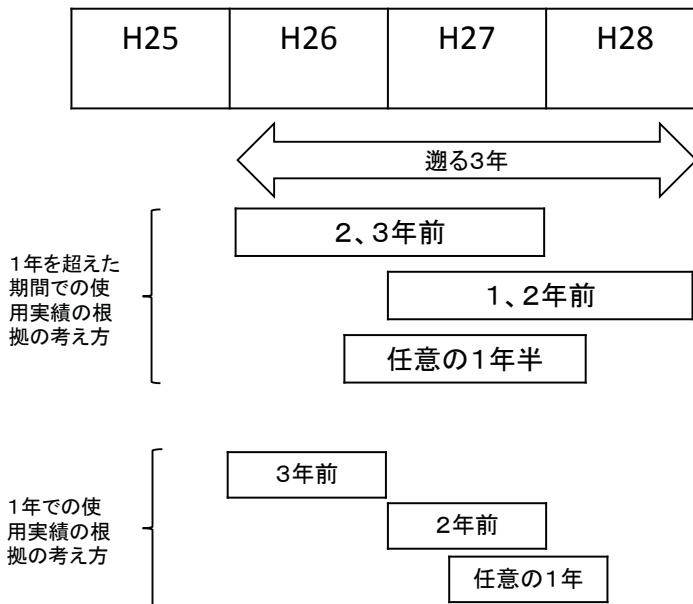 H25 H26 H27 H28
遡る3年
2、3年前
1年を超えた
期間での使
用実績の根
拠の考え方
1、2年前
任意の1年半
3年前
1年での使
用実績の根
拠の考え方
2年前
任意の1年